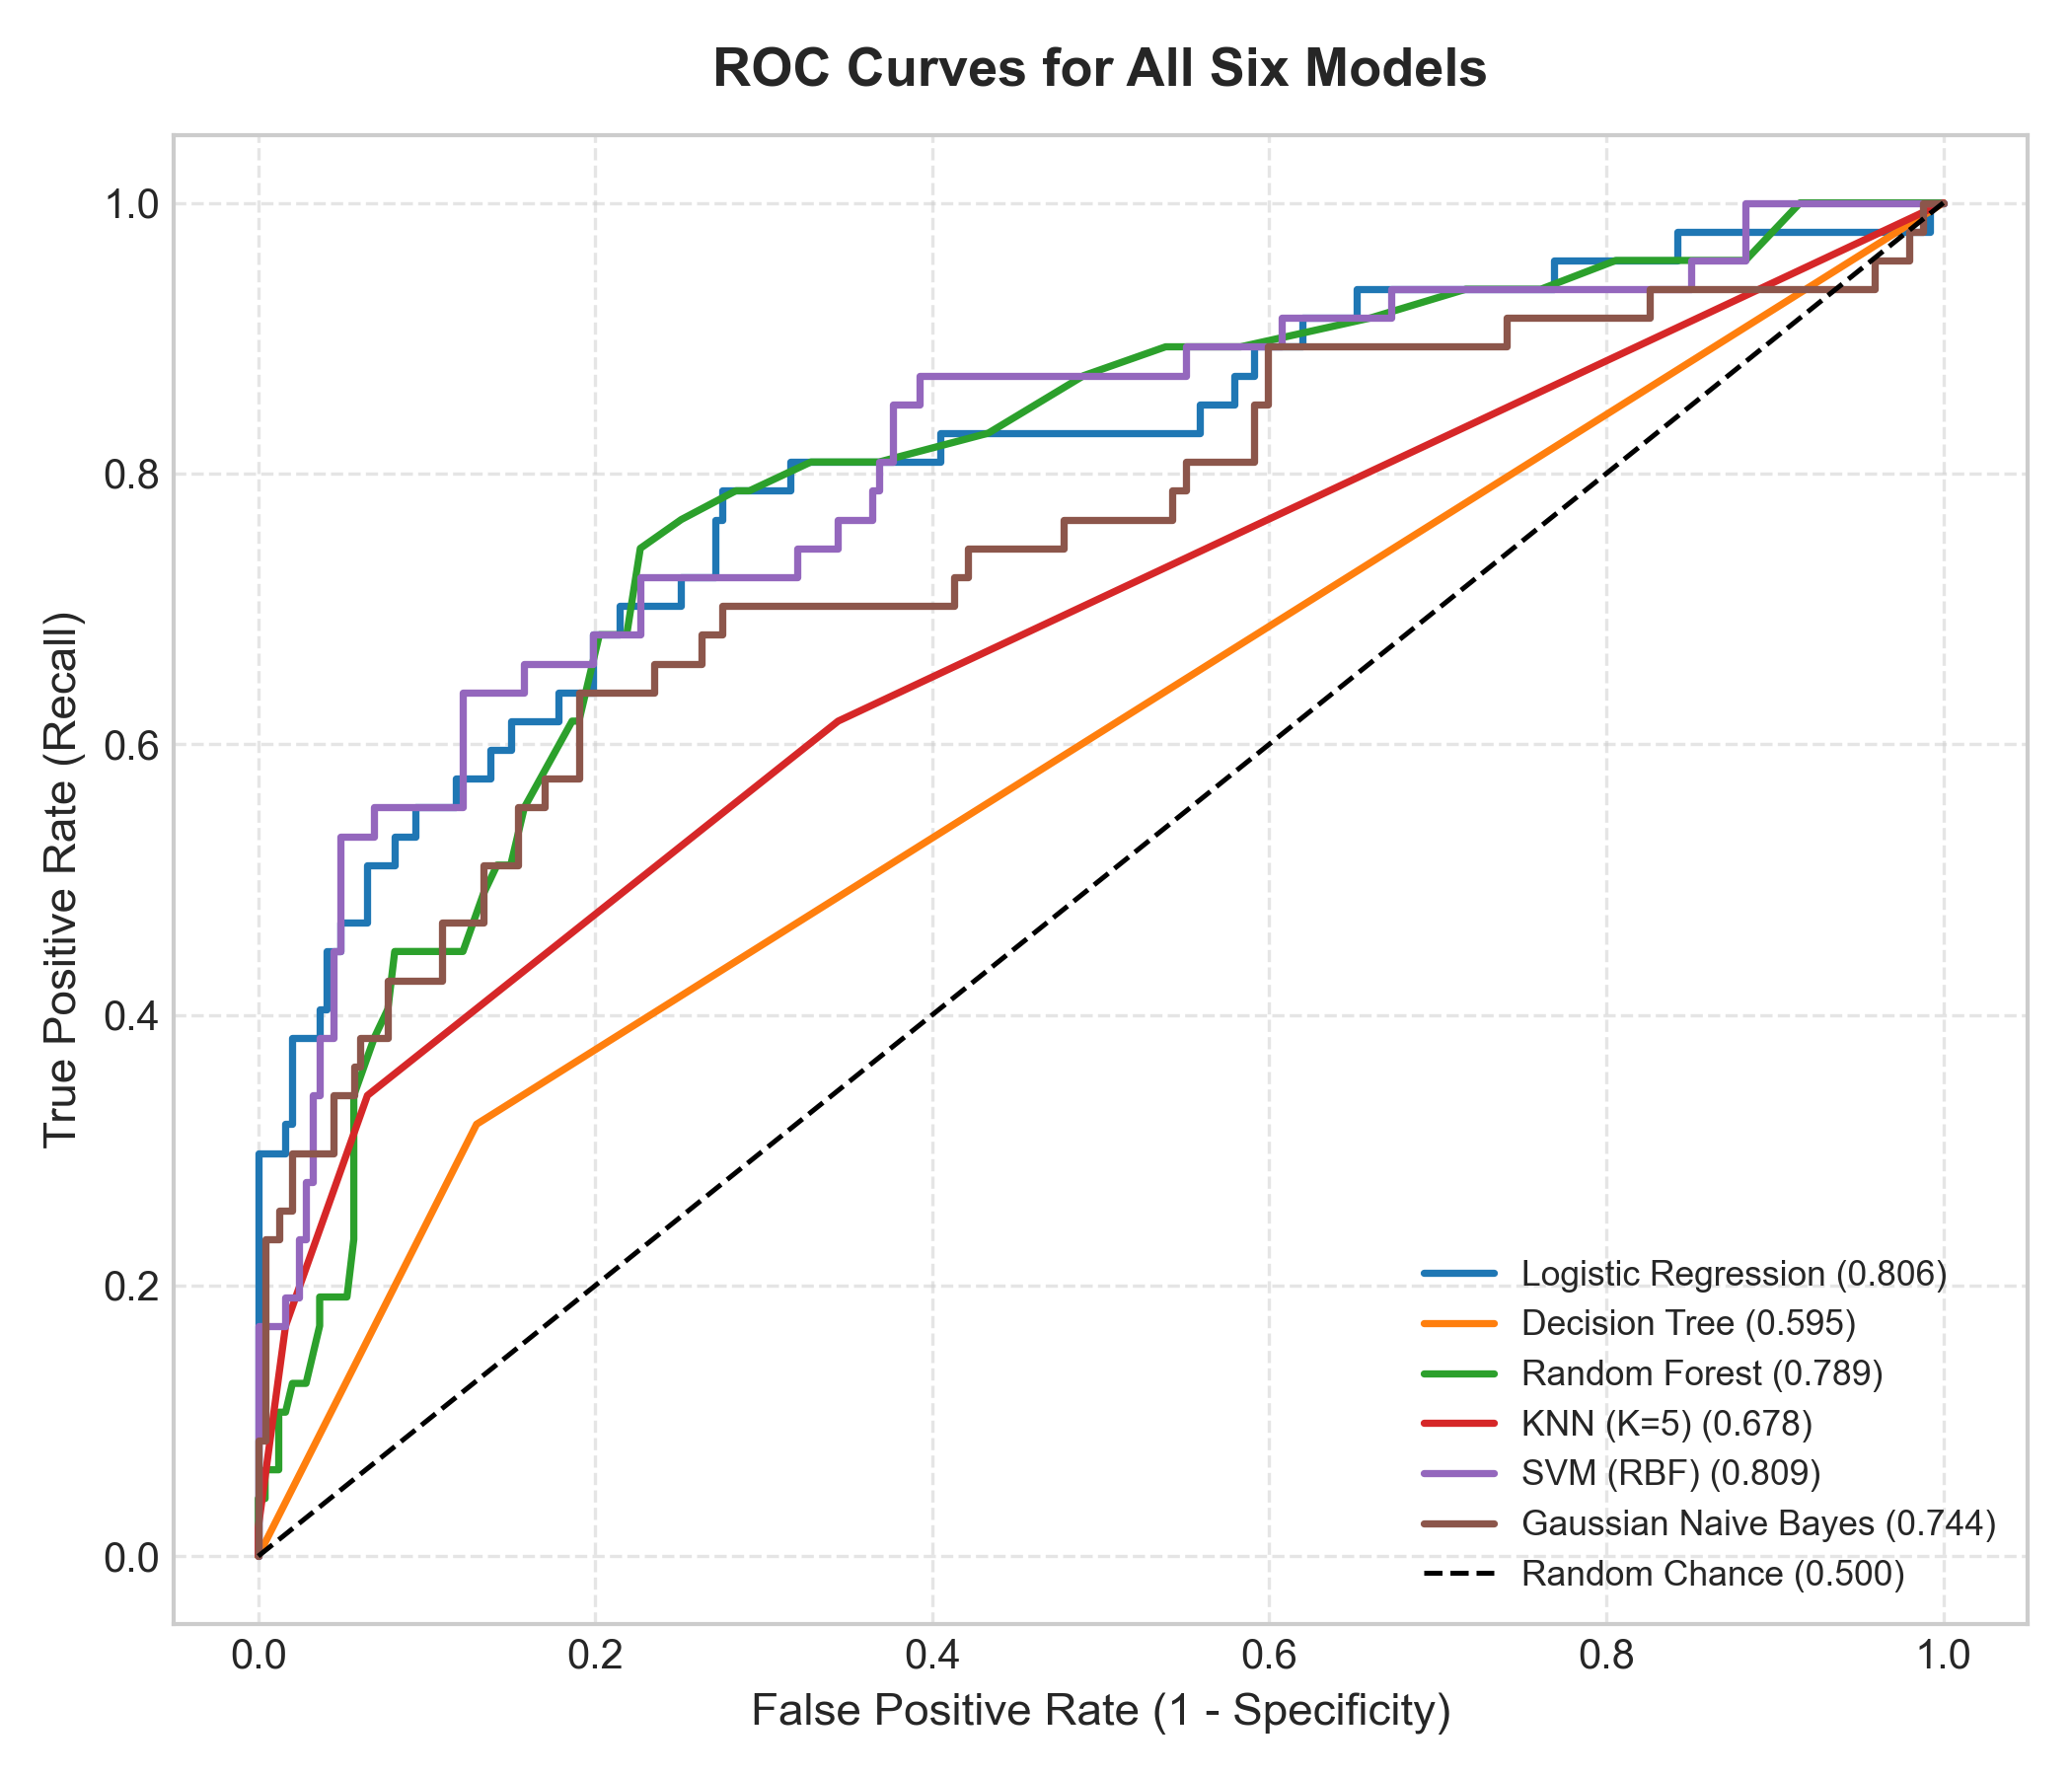 ROC Curves for All Six Models
1.0
0.8
0.6
0.4
0.2
0.0
True Positive Rate (Recall)
Logistic Regression (0.806)
Decision Tree (0.595)
Random Forest (0.789)
KNN (K=5) (0.678)
SVM (RBF) (0.809)
Gaussian Naive Bayes (0.744)
Random Chance (0.500)
0.0 0.2 0.4 0.6 0.8 1.0
False Positive Rate (1 - Specificity)